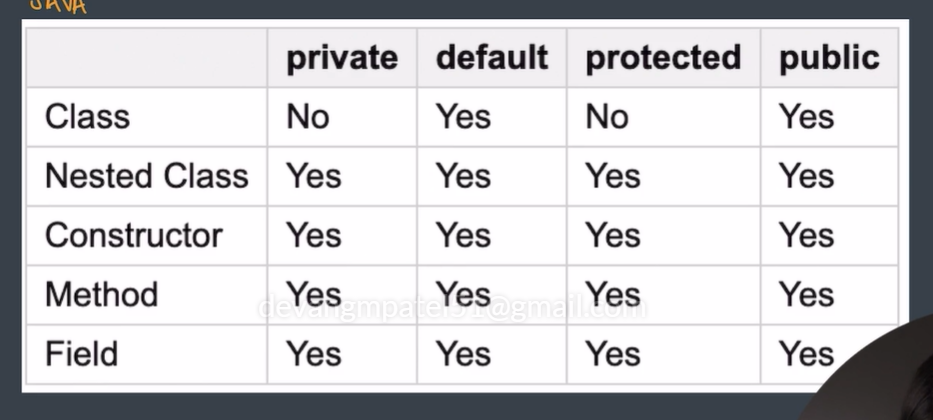 JAVA
private default protected public
Class No Yes No Yes
Nested Class Yes Yes Yes Yes
Constructor Yes Yes Yes Yes
Method Yes Yes Yes Yes
devangmpatel51@gmail.com
Field Yes Yes Yes Yes